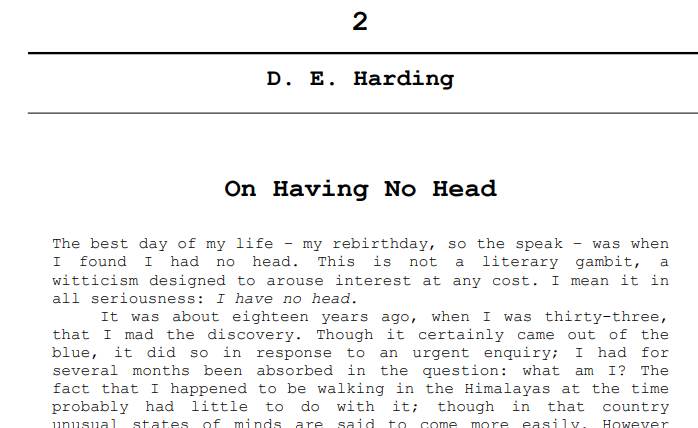 2
D. E. Harding
On Having No Head
The best day of my life – my rebirthday, so the speak – was when
I found I had no head. This is not a literary gambit, a
witticism designed to arouse interest at any cost. I mean it in
all seriousness: I have no head.
It was about eighteen years ago, when I was thirty-three,
that I mad the discovery. Though it certainly came out of the
blue, it did so in response to an urgent enquiry; I had for
several months been absorbed in the question: what am I? The
fact that I happened to be walking in the Himalayas at the time
probably had little to do with it; though in that country
unusual states of minds are said to come more easily. However